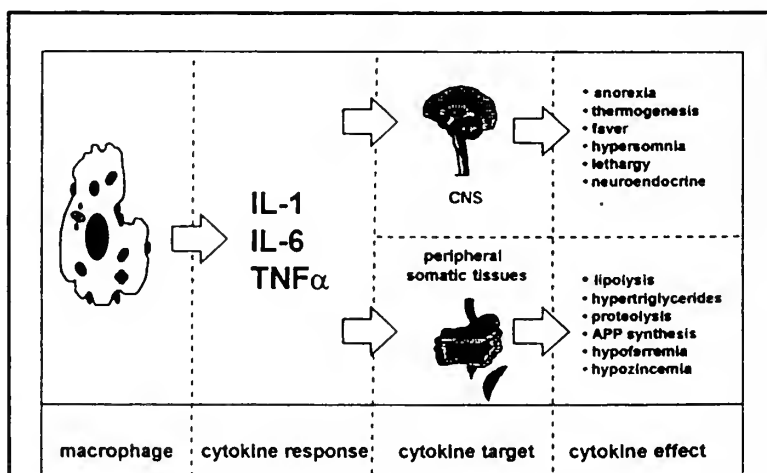 • anorexia
• thermogenesis
• fever
• hypersomnia
• lethargy
• neuroendocrine
CNS
IL-1
IL-6
TNFα
peripheral
somatic tissues
• lipolysis
• hypertriglycerides
• proteolysis
• APP synthesis
• hypoferremia
• hypozincemia
macrophage
cytokine response
cytokine target
cytokine effect